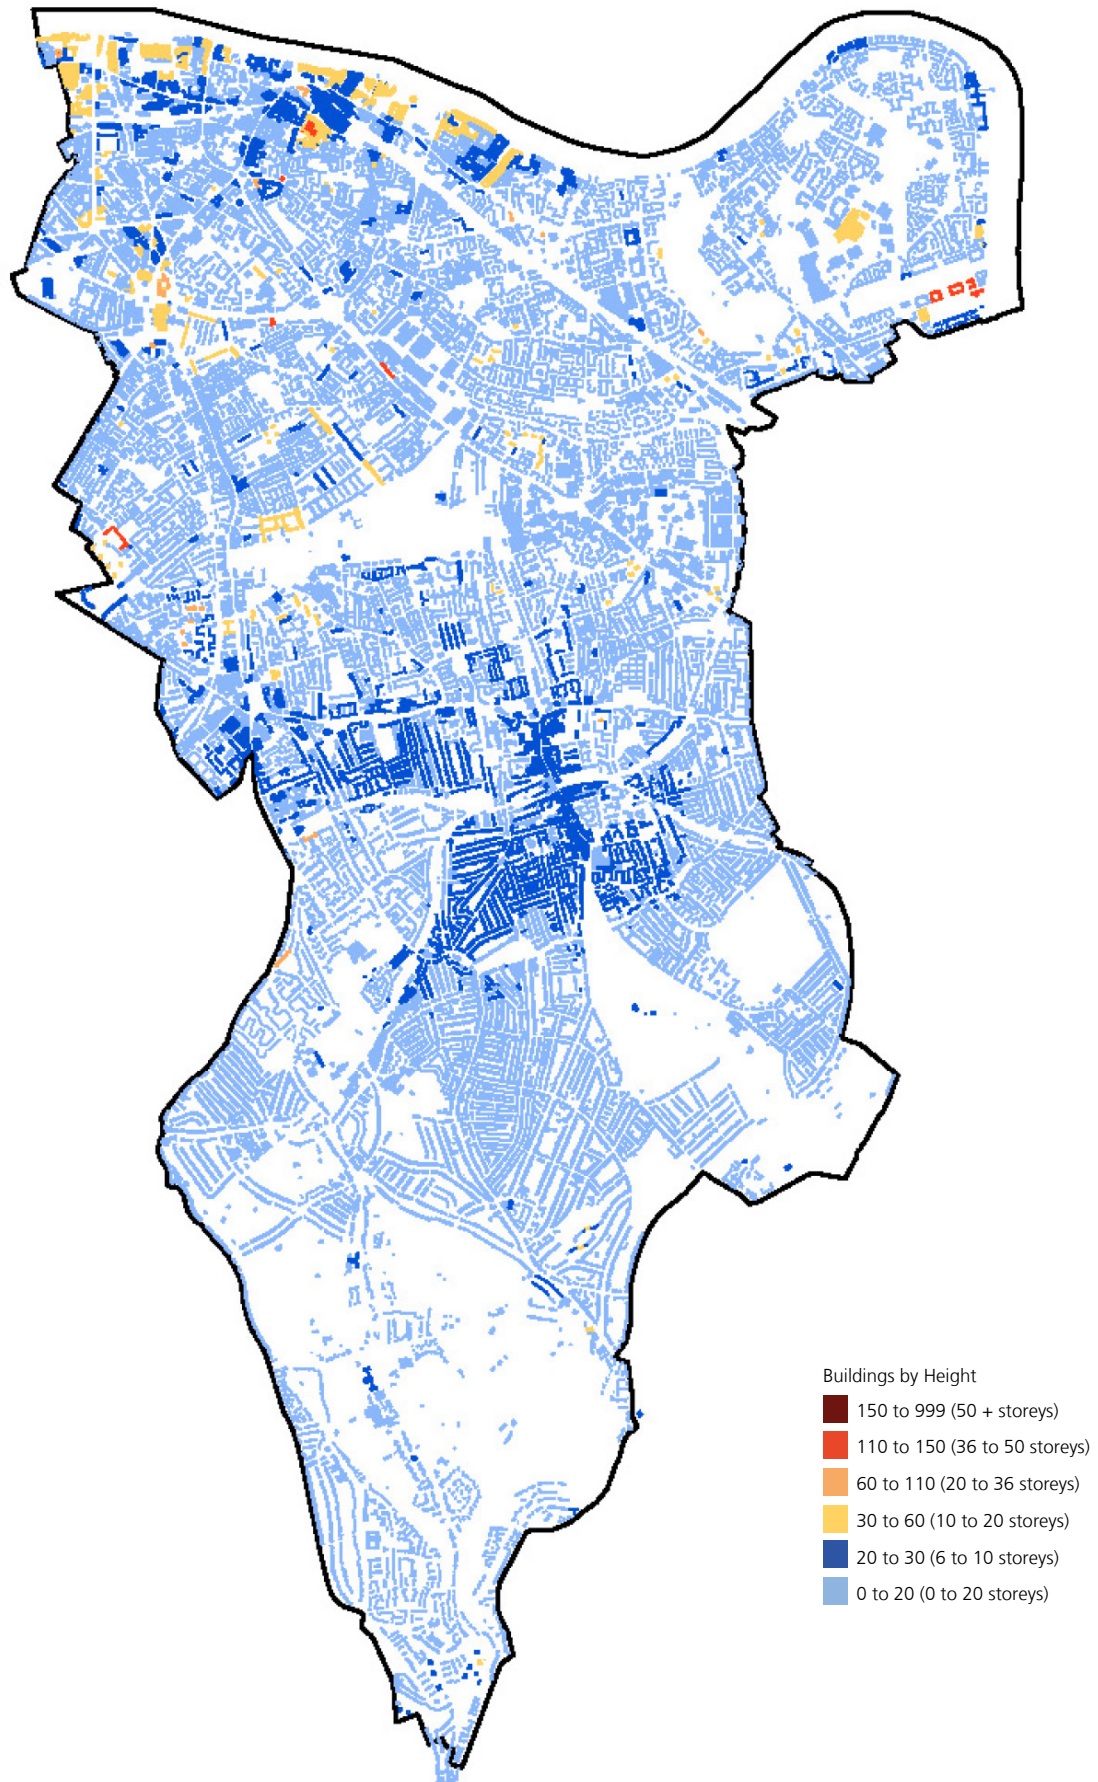 Buildings by Height
150 to 999 (50 + storeys)
110 to 150 (36 to 50 storeys)
60 to 110 (20 to 36 storeys)
30 to 60 (10 to 20 storeys)
20 to 30 (6 to 10 storeys)
0 to 20 (0 to 20 storeys)